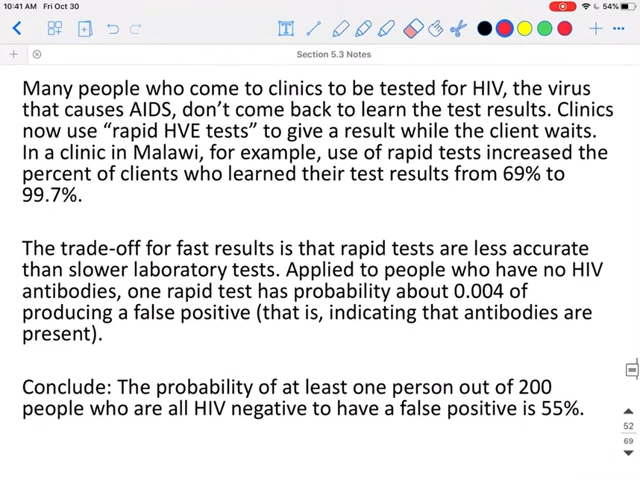 10:41 AM Fri Oct 30
54%
Section 5.3 Notes
Many people who come to clinics to be tested for HIV, the virus
that causes AIDS, don't come back to learn the test results. Clinics
now use "rapid HVE tests" to give a result while the client waits.
In a clinic in Malawi, for example, use of rapid tests increased the
percent of clients who learned their test results from 69% to
99.7%.
The trade-off for fast results is that rapid tests are less accurate
than slower laboratory tests. Applied to people who have no HIV
antibodies, one rapid test has probability about 0.004 of
producing a false positive (that is, indicating that antibodies are
present).
Conclude: The probability of at least one person out of 200
people who are all HIV negative to have a false positive is 55%.
52
69